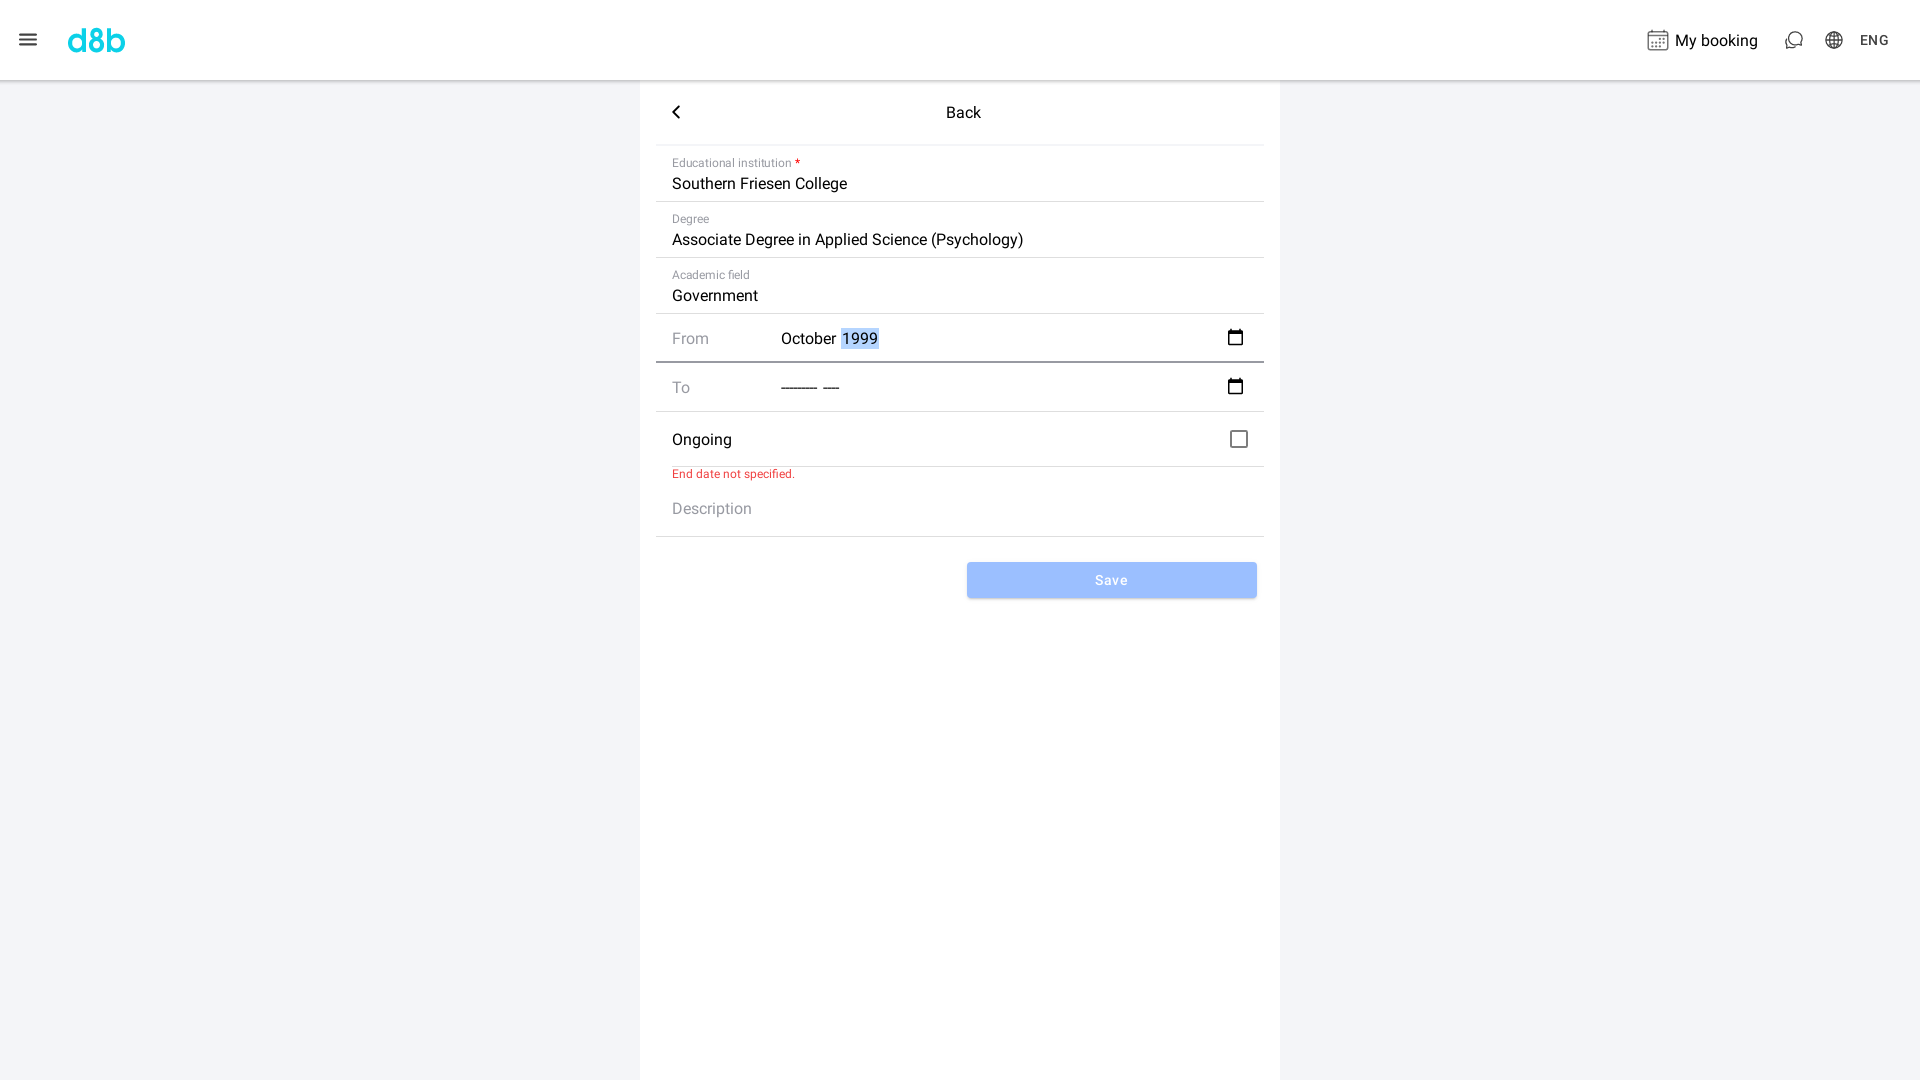 d8b
My booking
ENG
Back
Educational institution *
Southern Friesen College
Degree
Associate Degree in Applied Science (Psychology)
Academic field
Government
From October 1999
To --------- ----
Ongoing
End date not specified.
Description
Save